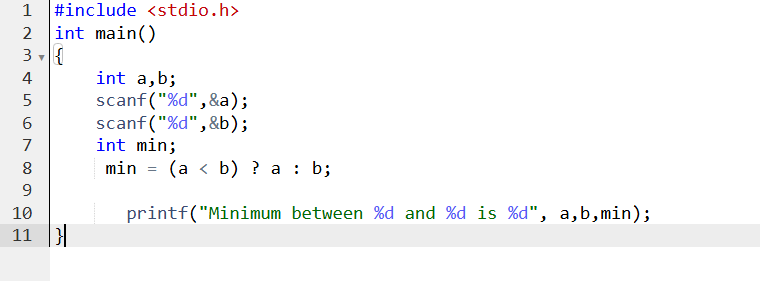 1 #include <stdio.h>
2 int main()
3 {
4 int a,b;
5 scanf("%d",&a);
6 scanf("%d",&b);
7 int min;
8 min = (a < b) ? a : b;
9
10 printf("Minimum between %d and %d is %d", a,b,min);
11 }